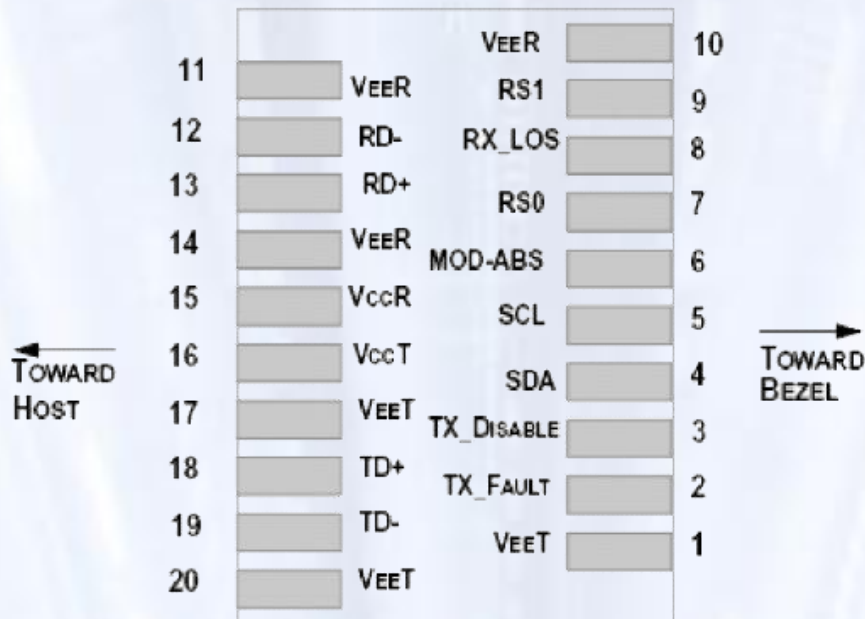 VEER 10
11 VEER
RS1 9
12 RD-
RX_LOS 8
13 RD+
RS0 7
14 VEER
MOD-ABS 6
15 VCCR
SCL 5
16 VCCT
SDA 4
TOWARD
HOST
TOWARD
BEZEL
17 VEET
TX_DISABLE 3
18 TD+
TX_FAULT 2
19 TD-
VEET 1
20 VEET